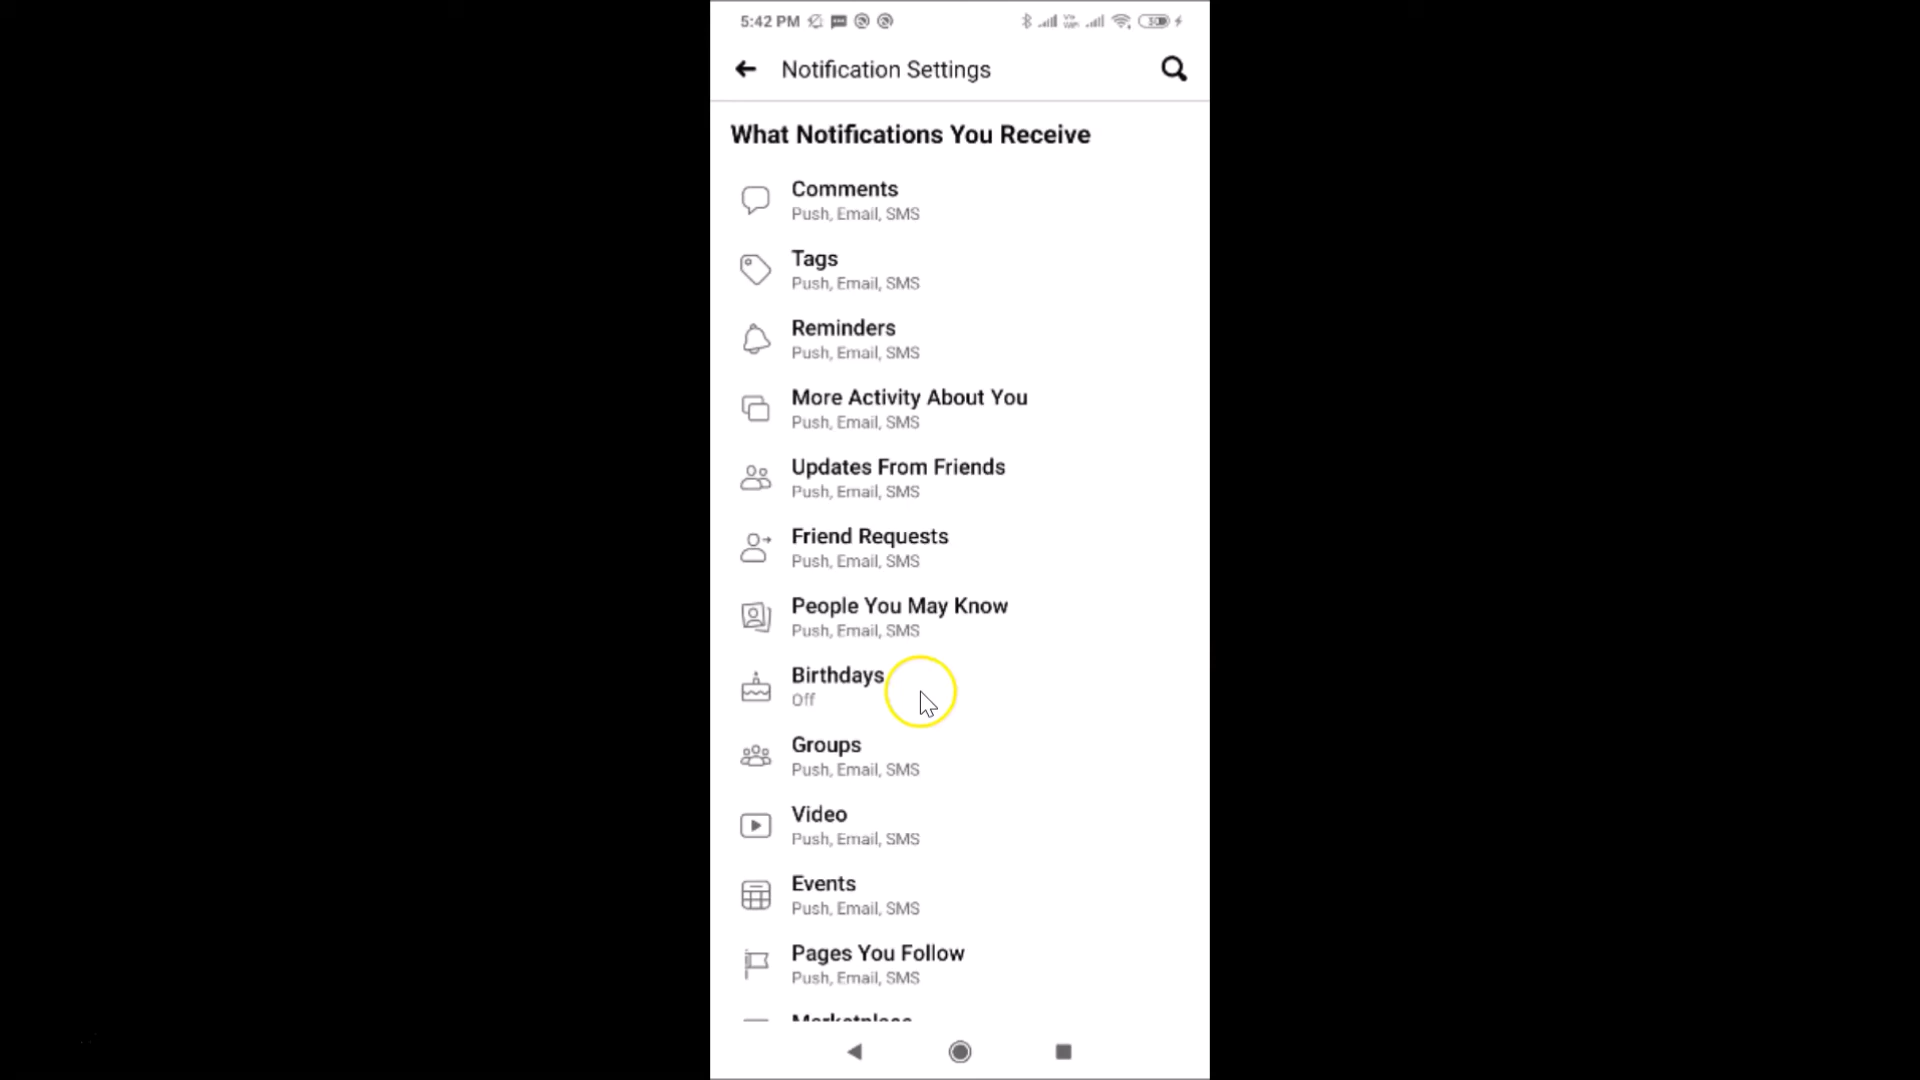 5:42 PM
Notification Settings
What Notifications You Receive
Comments
Push, Email, SMS
Tags
Push, Email, SMS
Reminders
Push, Email, SMS
More Activity About You
Push, Email, SMS
Updates From Friends
Push, Email, SMS
Friend Requests
Push, Email, SMS
People You May Know
Push, Email, SMS
Birthdays
Off
Groups
Push, Email, SMS
Video
Push, Email, SMS
Events
Push, Email, SMS
Pages You Follow
Push, Email, SMS
Marketplace